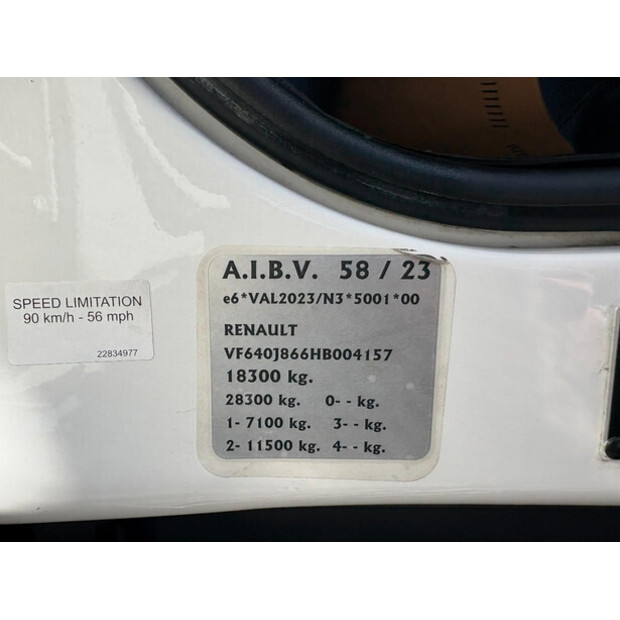 SPEED LIMITATION
90 km/h - 56 mph
22834977
A.I.B.V. 58 / 23
e6*VAL2023/N3*5001*00
RENAULT
VF640J866HB004157
18300 kg.
28300 kg. 0- - kg.
1- 7100 kg. 3- - kg.
2- 11500 kg. 4- - kg.